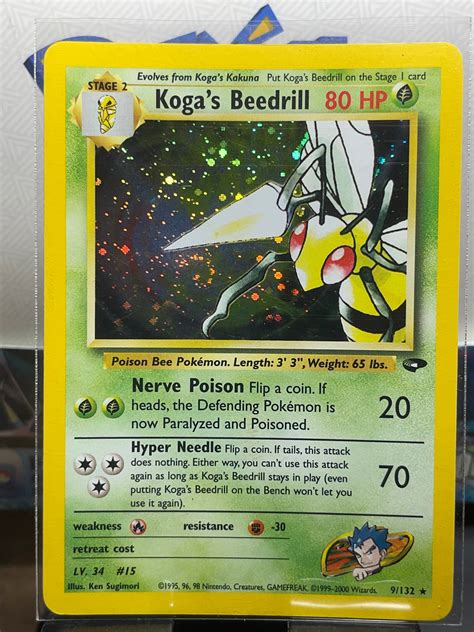 Evolves from Koga's Kakuna Put Koga's Beedrill on the Stage 1 card
STAGE 2
Koga's Beedrill 80 HP
Poison Bee Pokémon. Length: 3' 3", Weight: 65 lbs.
Nerve Poison Flip a coin. If
heads, the Defending Pokémon is
now Paralyzed and Poisoned.
20
Hyper Needle Flip a coin. If tails, this attack
does nothing. Either way, you can't use this attack
again as long as Koga's Beedrill stays in play (even
putting Koga's Beedrill on the Bench won't let you
use it again).
70
weakness resistance -30
retreat cost
LV. 34 #15
Illus. Ken Sugimori ©1995, 96, 98 Nintendo, Creatures, GAMEFREAK. ©1999-2000 Wizards. 9/132 ★